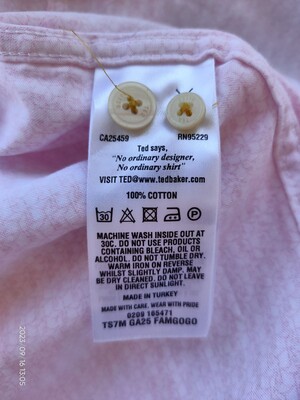 CA25459 RN95229
Ted says,
"No ordinary designer,
No ordinary shirt"
VISIT TED@www.tedbaker.com
100% COTTON
30 P
MACHINE WASH INSIDE OUT AT
30C. DO NOT USE PRODUCTS
CONTAINING BLEACH, OIL OR
ALCOHOL. DO NOT TUMBLE DRY.
WARM IRON ON REVERSE
WHILST SLIGHTLY DAMP. MAY
BE DRY CLEANED. DO NOT LEAVE
IN DIRECT SUNLIGHT.
MADE IN TURKEY
MADE WITH CARE. WEAR WITH PRIDE
0209 165471
TS7M GA25 FAMGOGO
2023.09.16 13:05